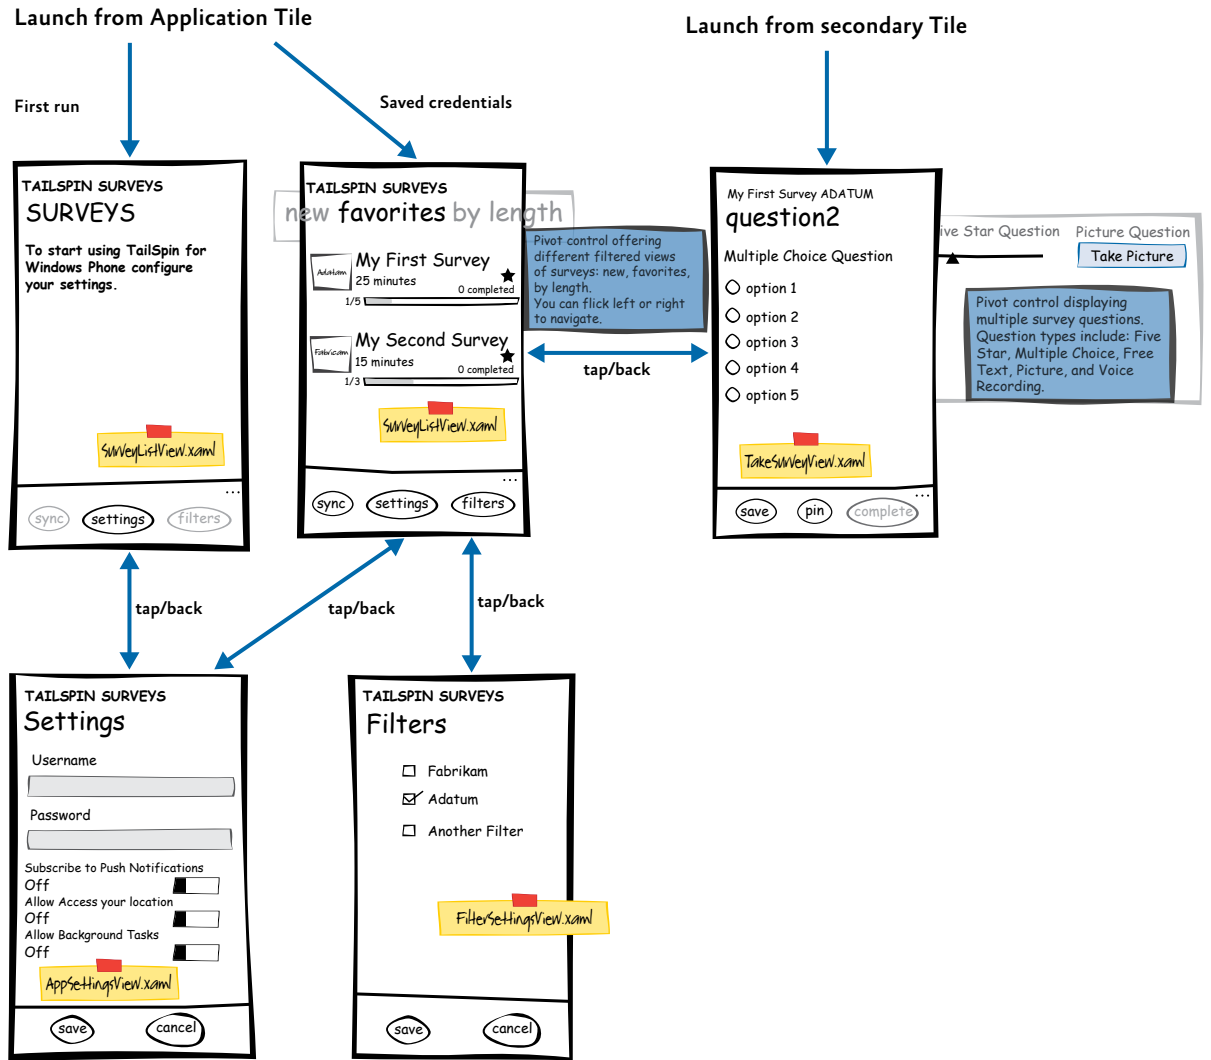 Launch from Application Tile
Launch from secondary Tile
First run
Saved credentials
TAILSPIN SURVEYS
SURVEYS
To start using TailSpin for
Windows Phone configure
your settings.
SurveyListView.xaml
...
sync
settings
filters
TAILSPIN SURVEYS
new favorites by length
Adatam
My First Survey
25 minutes
0 completed
1/5
Fabricam
My Second Survey
15 minutes
0 completed
1/3
SurveyListView.xaml
...
sync
settings
filters
Pivot control offering
different filtered views
of surveys: new, favorites,
by length.
You can flick left or right
to navigate.
tap/back
My First Survey ADATUM
question2
Multiple Choice Question
option 1
option 2
option 3
option 4
option 5
TakeSurveyView.xaml
...
save
pin
complete
ive Star Question
Picture Question
Take Picture
Pivot control displaying
multiple survey questions.
Question types include: Five
Star, Multiple Choice, Free
Text, Picture, and Voice
Recording.
tap/back
tap/back
tap/back
TAILSPIN SURVEYS
Settings
Username
Password
Subscribe to Push Notifications
Off
Allow Access your location
Off
Allow Background Tasks
Off
AppSettingsView.xaml
save
cancel
TAILSPIN SURVEYS
Filters
Fabrikam
Adatum
Another Filter
FilterSettingsView.xaml
save
cancel